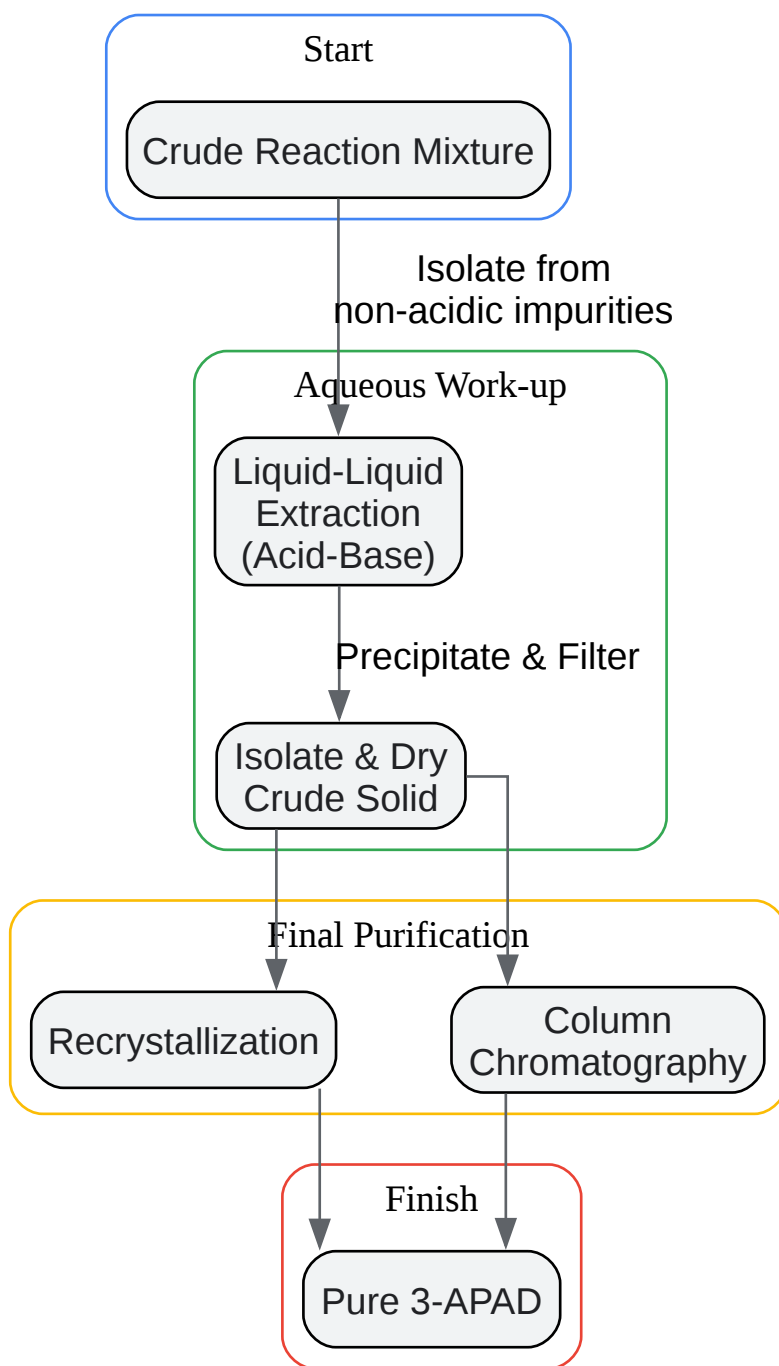 Start
Crude Reaction Mixture
Isolate from
non-acidic impurities
Aqueous Work-up
Liquid-Liquid
Extraction
(Acid-Base)
Precipitate & Filter
Isolate & Dry
Crude Solid
Final Purification
Recrystallization
Column
Chromatography
Finish
Pure 3-APAD